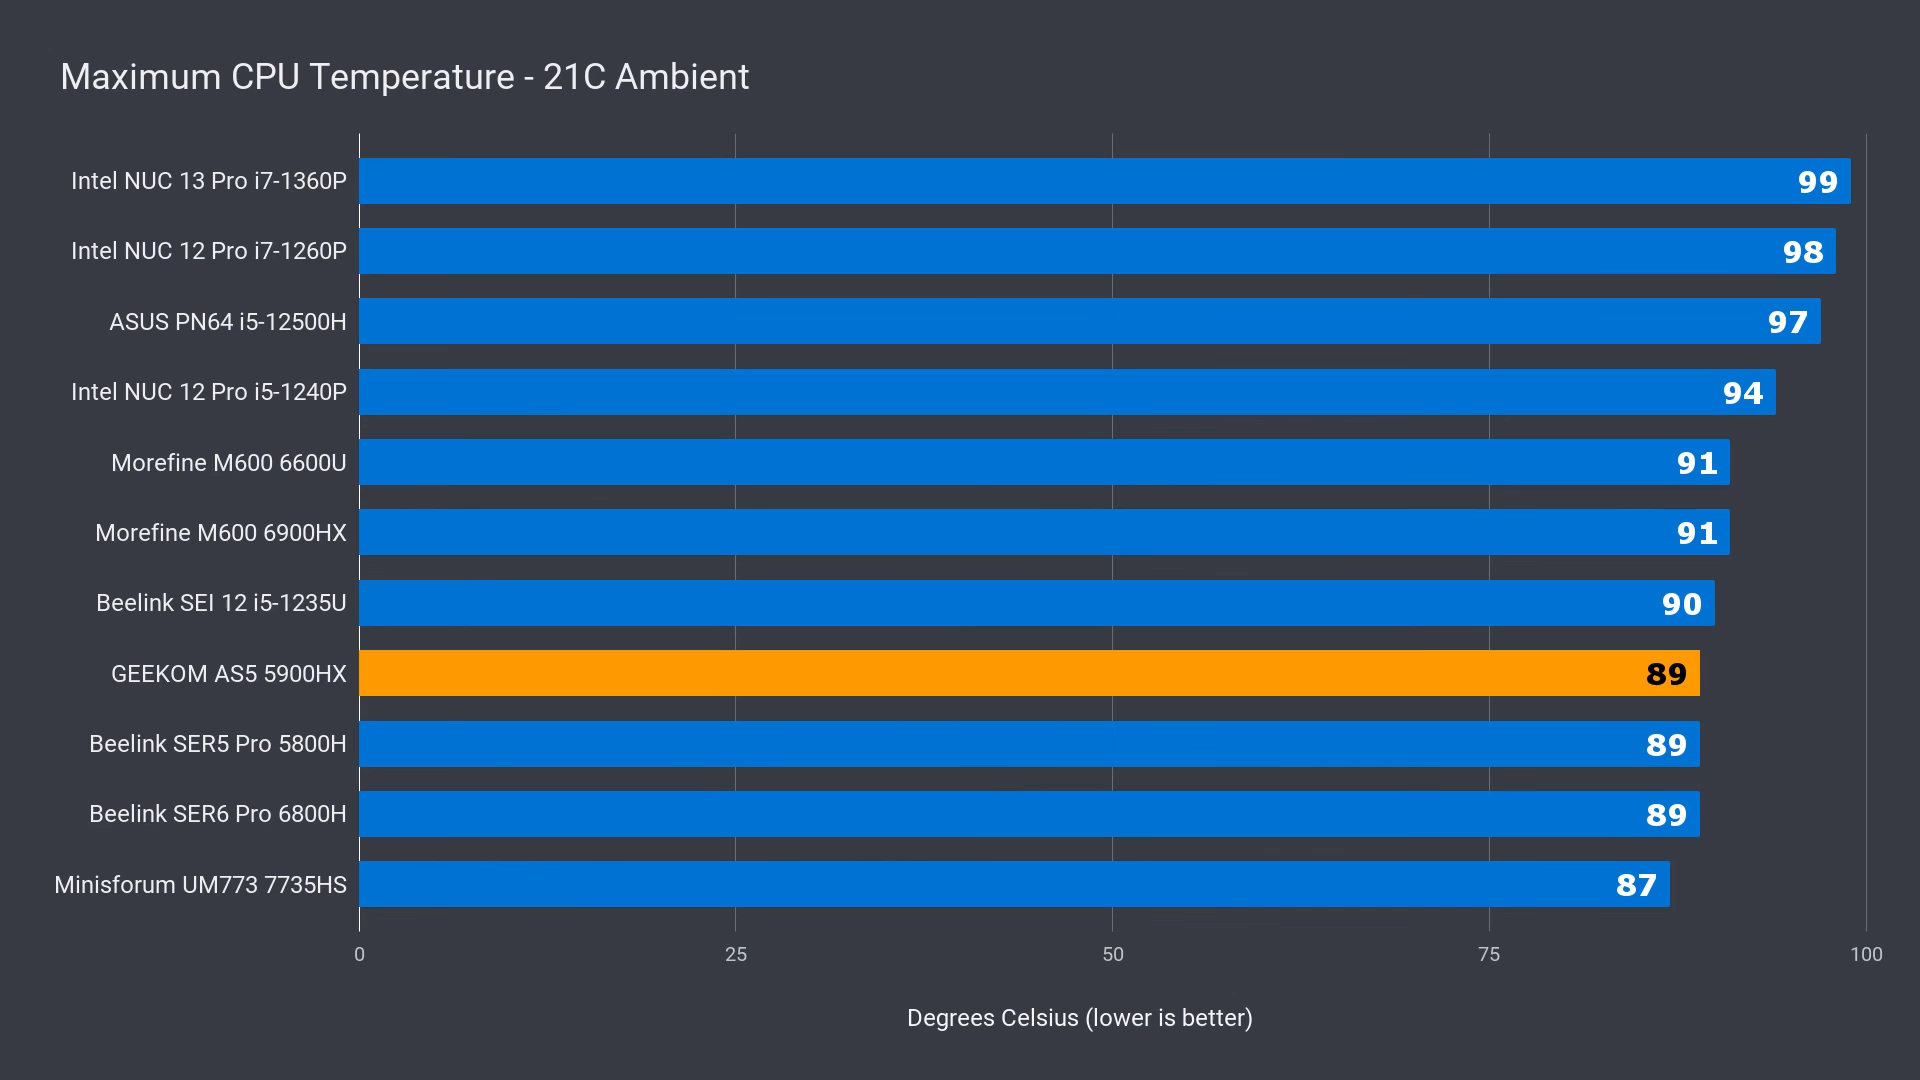 Maximum CPU Temperature - 21C Ambient
Intel NUC 13 Pro i7-1360P 99
Intel NUC 12 Pro i7-1260P 98
ASUS PN64 i5-12500H 97
Intel NUC 12 Pro i5-1240P 94
Morefine M600 6600U 91
Morefine M600 6900HX 91
Beelink SEI 12 i5-1235U 90
GEEKOM AS5 5900HX 89
Beelink SER5 Pro 5800H 89
Beelink SER6 Pro 6800H 89
Minisforum UM773 7735HS 87
0 25 50 75 100
Degrees Celsius (lower is better)